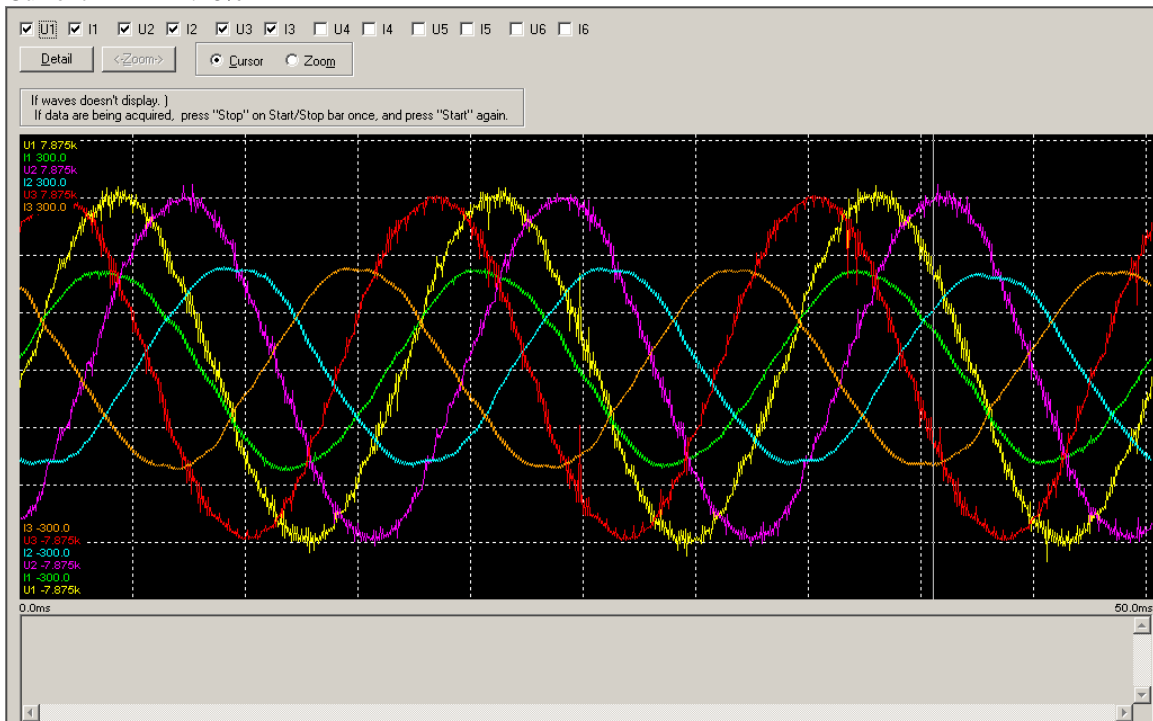 U1 I1 U2 I2 U3 I3 U4 I4 U5 I5 U6 I6
Detail <-Zoom-> Cursor Zoom
If waves doesn't display. )
If data are being acquired, press "Stop" on Start/Stop bar once, and press "Start" again.
U1 7.875k
I1 300.0
U2 7.875k
I2 300.0
U3 7.875k
I3 300.0
I3 -300.0
U3 -7.875k
I2 -300.0
U2 -7.875k
I1 -300.0
U1 -7.875k
0.0ms 50.0ms